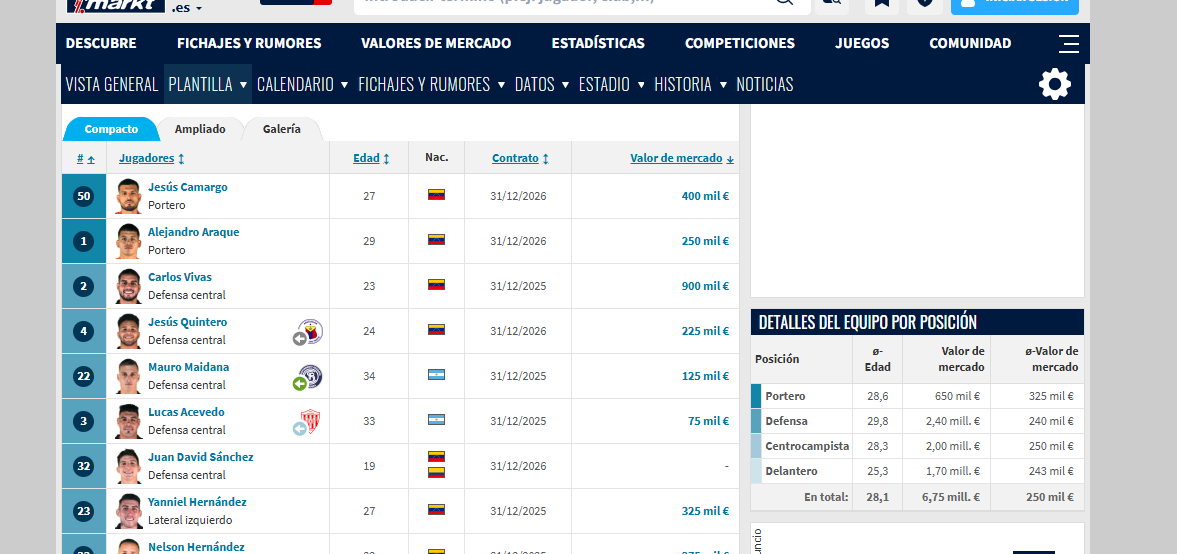 markt
.es
DESCUBRE FICHAJES Y RUMORES VALORES DE MERCADO ESTADÍSTICAS COMPETICIONES JUEGOS COMUNIDAD
VISTA GENERAL PLANTILLA CALENDARIO FICHAJES Y RUMORES DATOS ESTADIO HISTORIA NOTICIAS
Compacto Ampliado Galería
# Jugadores Edad Nac. Contrato Valor de mercado
50 Jesús Camargo 27 31/12/2026 400 mil €
Portero
1 Alejandro Araque 29 31/12/2026 250 mil €
Portero
2 Carlos Vivas 23 31/12/2025 900 mil €
Defensa central
4 Jesús Quintero 24 31/12/2026 225 mil €
Defensa central
22 Mauro Maidana 34 31/12/2025 125 mil €
Defensa central
3 Lucas Acevedo 33 31/12/2025 75 mil €
Defensa central
32 Juan David Sánchez 19 31/12/2026 -
Defensa central
23 Yanniel Hernández 27 31/12/2025 325 mil €
Lateral izquierdo
Nelson Hernández
DETALLES DEL EQUIPO POR POSICIÓN
Posición ø-Edad Valor de mercado ø-Valor de mercado
Portero 28,6 650 mil € 325 mil €
Defensa 29,8 2,40 mill. € 240 mil €
Centrocampista 28,3 2,00 mill. € 250 mil €
Delantero 25,3 1,70 mill. € 243 mil €
En total: 28,1 6,75 mill. € 250 mil €